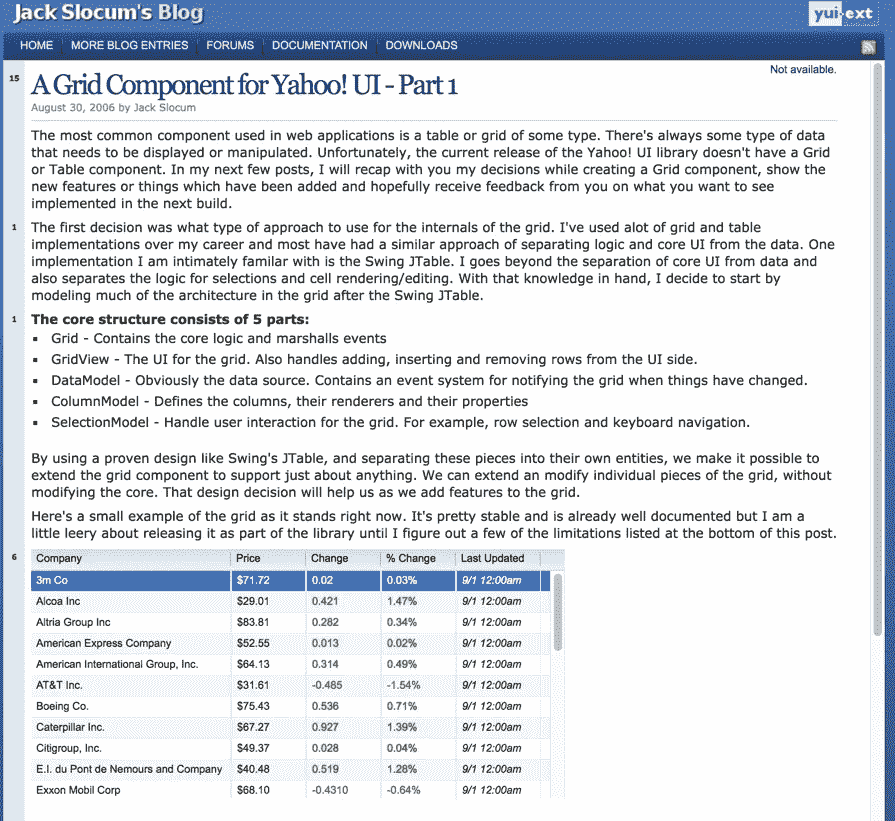 Jack Slocum's Blog
yui-ext
HOME MORE BLOG ENTRIES FORUMS DOCUMENTATION DOWNLOADS
Not available.
15
A Grid Component for Yahoo! UI - Part 1
August 30, 2006 by Jack Slocum
The most common component used in web applications is a table or grid of some type. There's always some type of data
that needs to be displayed or manipulated. Unfortunately, the current release of the Yahoo! UI library doesn't have a Grid
or Table component. In my next few posts, I will recap with you my decisions while creating a Grid component, show the
new features or things which have been added and hopefully receive feedback from you on what you want to see
implemented in the next build.
1 The first decision was what type of approach to use for the internals of the grid. I've used alot of grid and table
implementations over my career and most have had a similar approach of separating logic and core UI from the data. One
implementation I am intimately familar with is the Swing JTable. I goes beyond the separation of core UI from data and
also separates the logic for selections and cell rendering/editing. With that knowledge in hand, I decide to start by
modeling much of the architecture in the grid after the Swing JTable.
1 The core structure consists of 5 parts:
▪ Grid - Contains the core logic and marshalls events
▪ GridView - The UI for the grid. Also handles adding, inserting and removing rows from the UI side.
▪ DataModel - Obviously the data source. Contains an event system for notifying the grid when things have changed.
▪ ColumnModel - Defines the columns, their renderers and their properties
▪ SelectionModel - Handle user interaction for the grid. For example, row selection and keyboard navigation.
By using a proven design like Swing's JTable, and separating these pieces into their own entities, we make it possible to
extend the grid component to support just about anything. We can extend an modify individual pieces of the grid, without
modifying the core. That design decision will help us as we add features to the grid.
Here's a small example of the grid as it stands right now. It's pretty stable and is already well documented but I am a
little leery about releasing it as part of the library until I figure out a few of the limitations listed at the bottom of this post.
6 Company Price Change % Change Last Updated
3m Co $71.72 0.02 0.03% 9/1 12:00am
Alcoa Inc $29.01 0.421 1.47% 9/1 12:00am
Altria Group Inc $83.81 0.282 0.34% 9/1 12:00am
American Express Company $52.55 0.013 0.02% 9/1 12:00am
American International Group, Inc. $64.13 0.314 0.49% 9/1 12:00am
AT&T Inc. $31.61 -0.485 -1.54% 9/1 12:00am
Boeing Co. $75.43 0.536 0.71% 9/1 12:00am
Caterpillar Inc. $67.27 0.927 1.39% 9/1 12:00am
Citigroup, Inc. $49.37 0.028 0.04% 9/1 12:00am
E.I. du Pont de Nemours and Company $40.48 0.519 1.28% 9/1 12:00am
Exxon Mobil Corp $68.10 -0.4310 -0.64% 9/1 12:00am